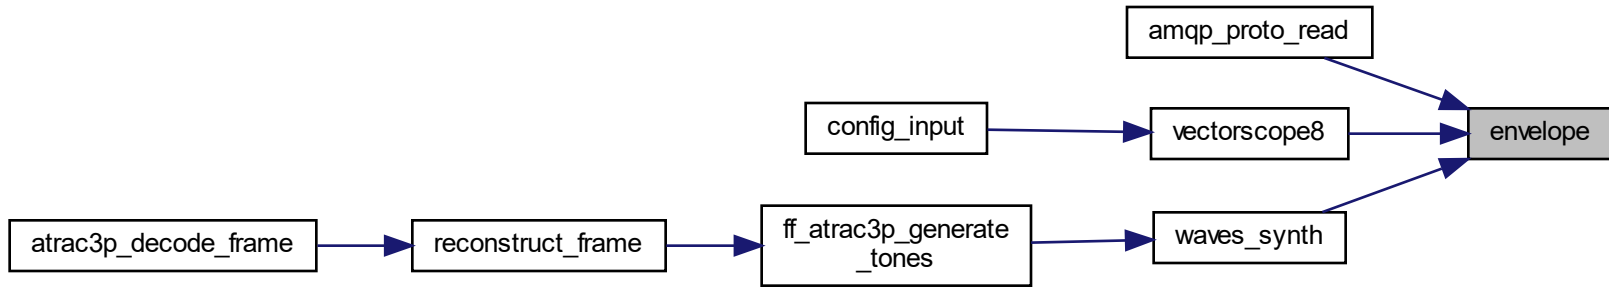 amqp_proto_read
config_input
vectorscope8
envelope
atrac3p_decode_frame
reconstruct_frame
ff_atrac3p_generate
_tones
waves_synth